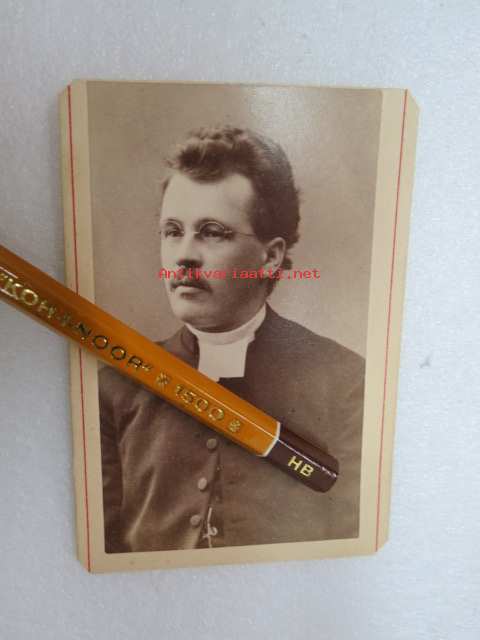 Antikvariaatti.net
KOH-I-NOOR® 1500
HB